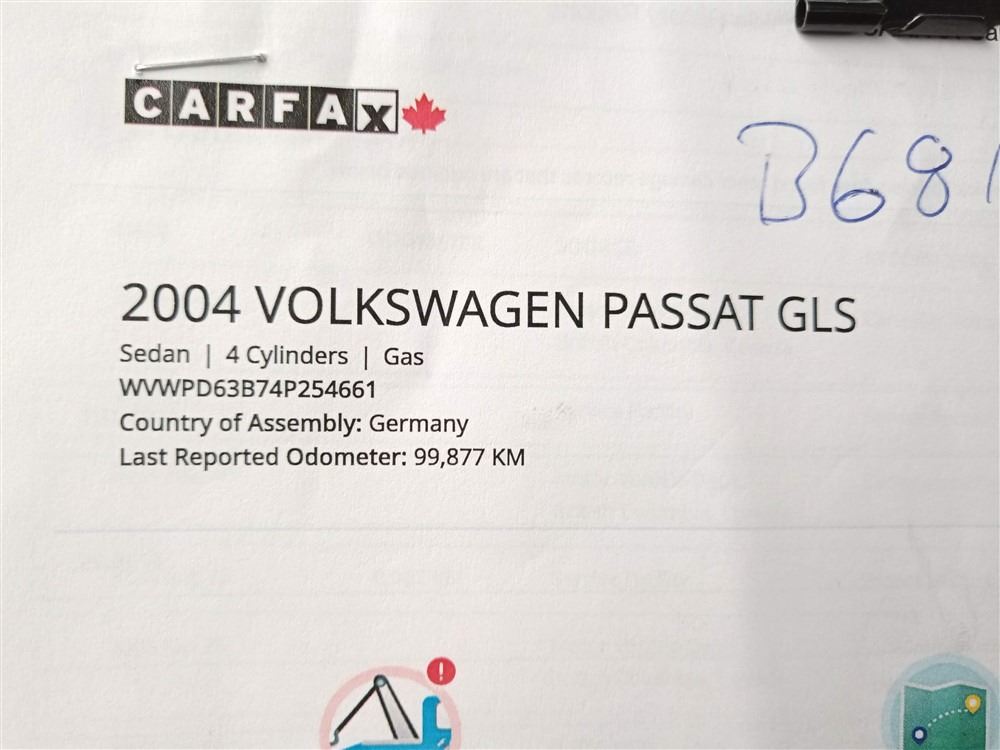 CARFAX
B681
2004 VOLKSWAGEN PASSAT GLS
Sedan | 4 Cylinders | Gas
WVWPD63B74P254661
Country of Assembly: Germany
Last Reported Odometer: 99,877 KM
!